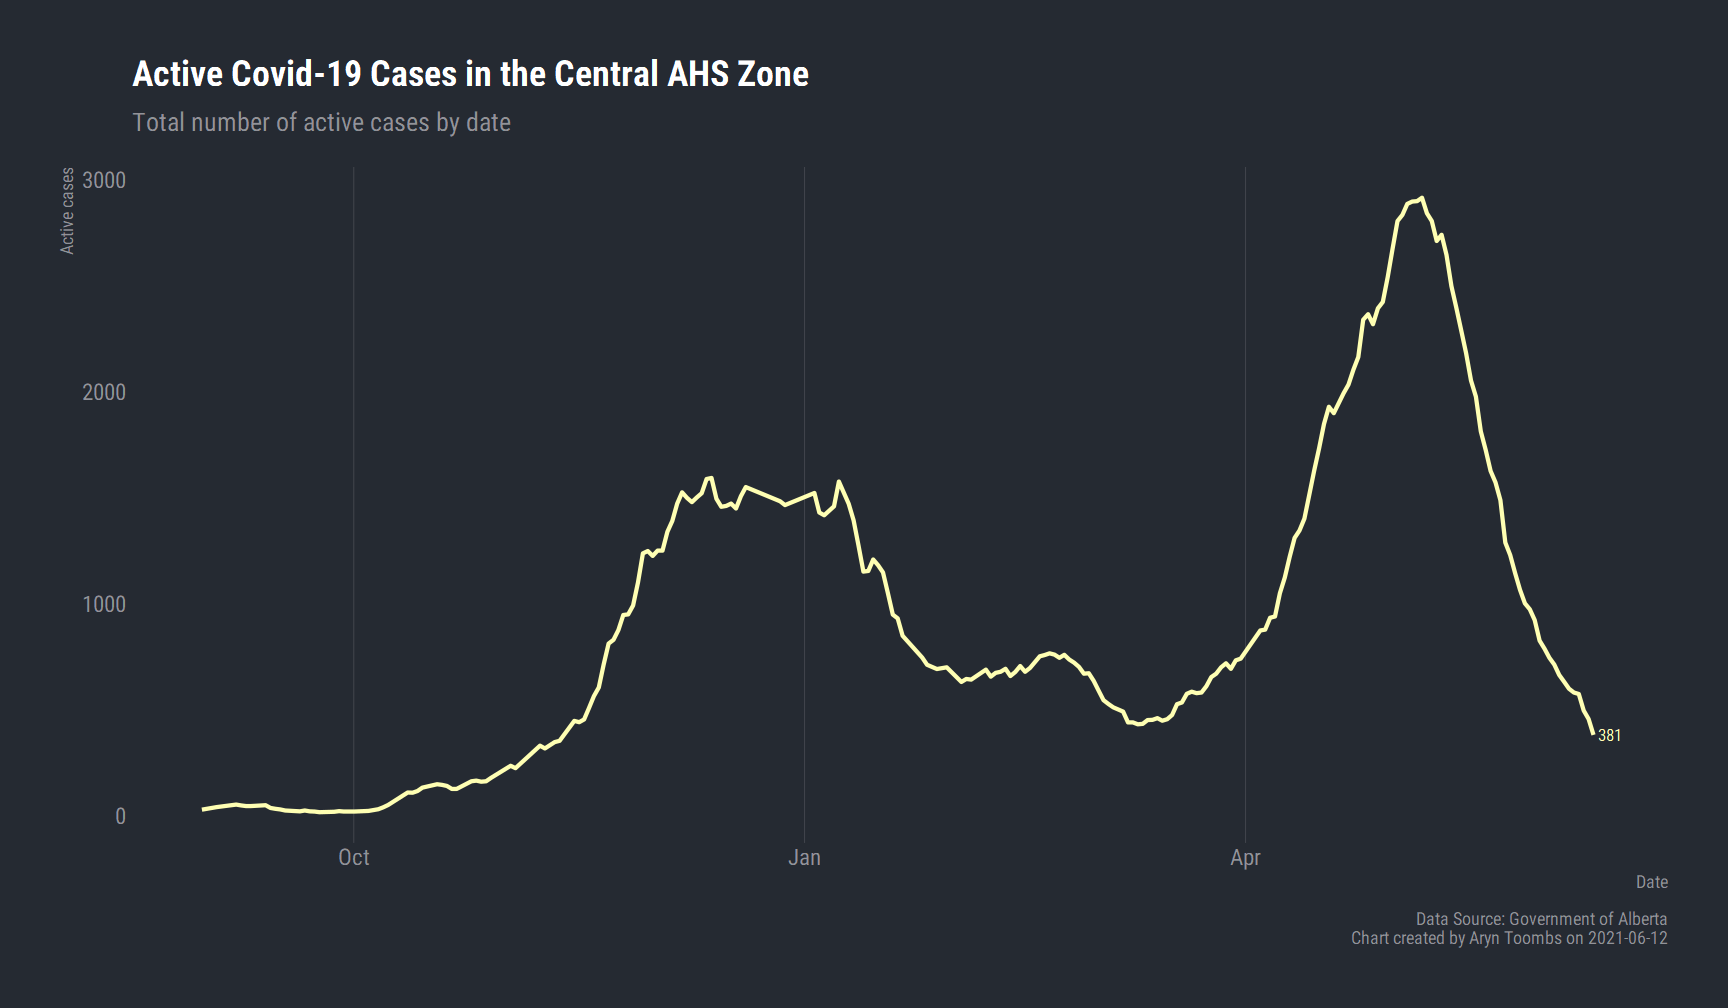 Active Covid-19 Cases in the Central AHS Zone
Total number of active cases by date
Active cases
3000
2000
1000
0
381
Oct
Jan
Apr
Date
Data Source: Government of Alberta
Chart created by Aryn Toombs on 2021-06-12